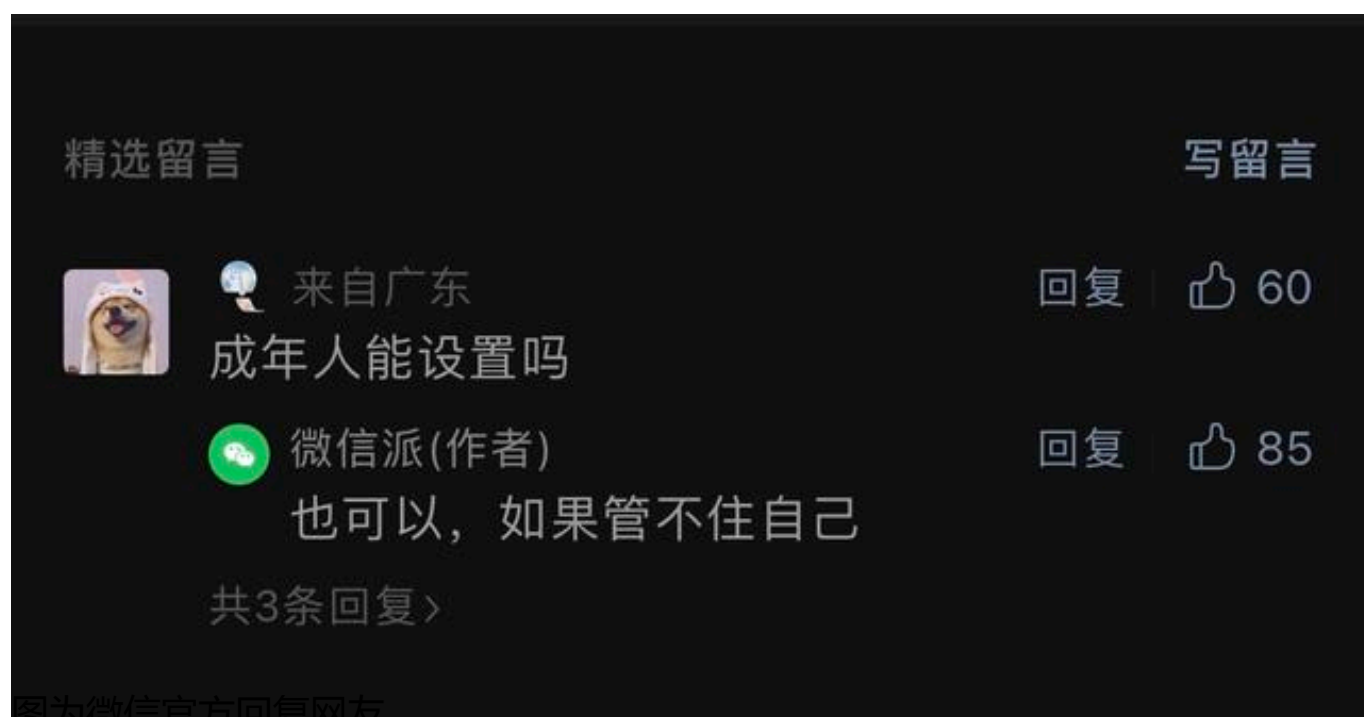 精选留言
写留言
来自广东
回复
60
成年人能设置吗
微信派(作者)
回复
85
也可以，如果管不住自己
共3条回复>
图为微信官方回复网友